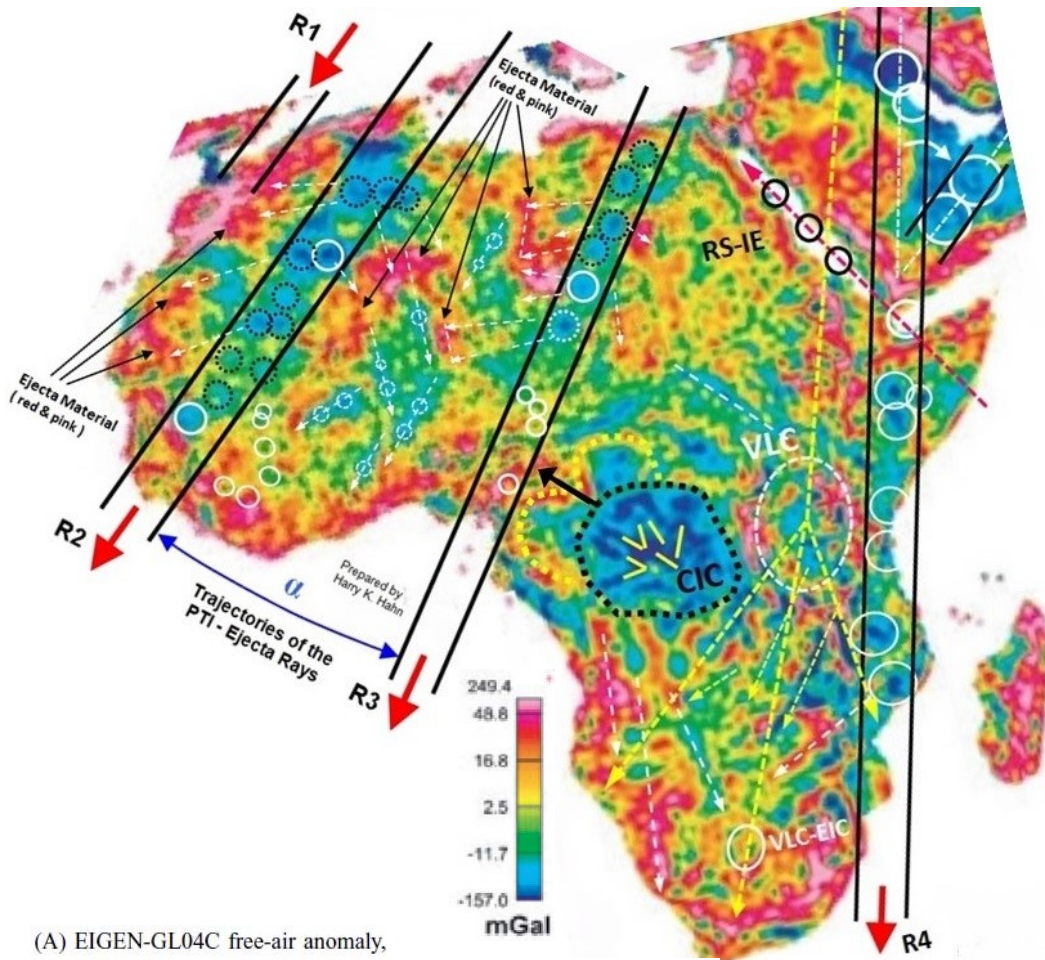 R1
Ejecta Material
(red & pink)
RS-IE
Ejecta Material
( red & pink )
VLC
R2
CIC
α
Prepared by
Harry K. Hahn
Trajectories of the
PTI - Ejecta Rays
R3
249.4
48.8
16.8
2.5
-11.7
-157.0
mGal
VLC-EIC
R4
(A) EIGEN-GL04C free-air anomaly,